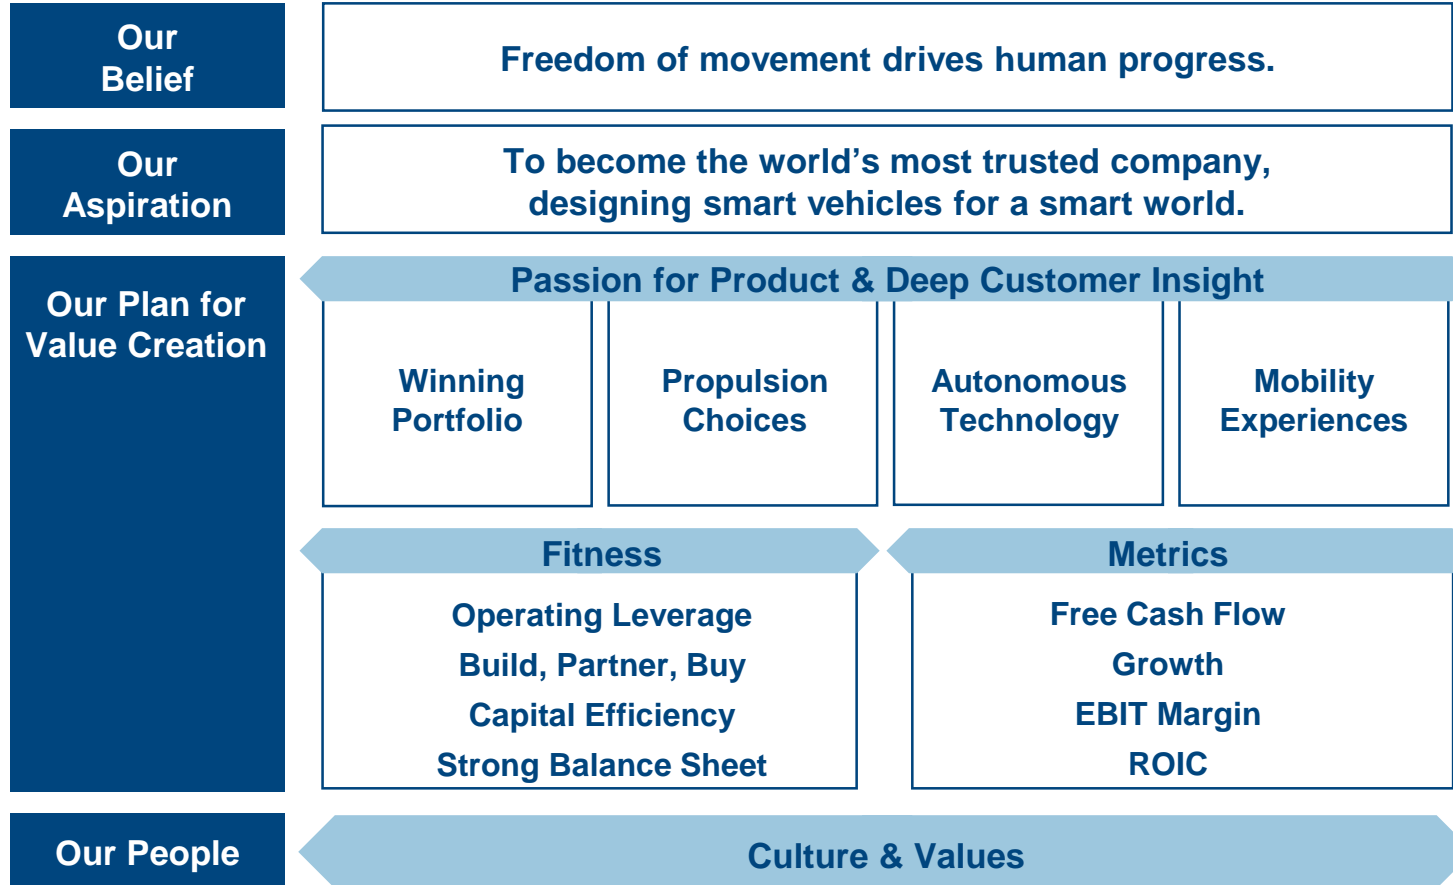 Our
Belief
Freedom of movement drives human progress.
Our
Aspiration
To become the world’s most trusted company,
designing smart vehicles for a smart world.
Our Plan for
Value Creation
Passion for Product & Deep Customer Insight
Winning
Portfolio
Propulsion
Choices
Autonomous
Technology
Mobility
Experiences
Fitness
Operating Leverage
Build, Partner, Buy
Capital Efficiency
Strong Balance Sheet
Metrics
Free Cash Flow
Growth
EBIT Margin
ROIC
Our People
Culture & Values